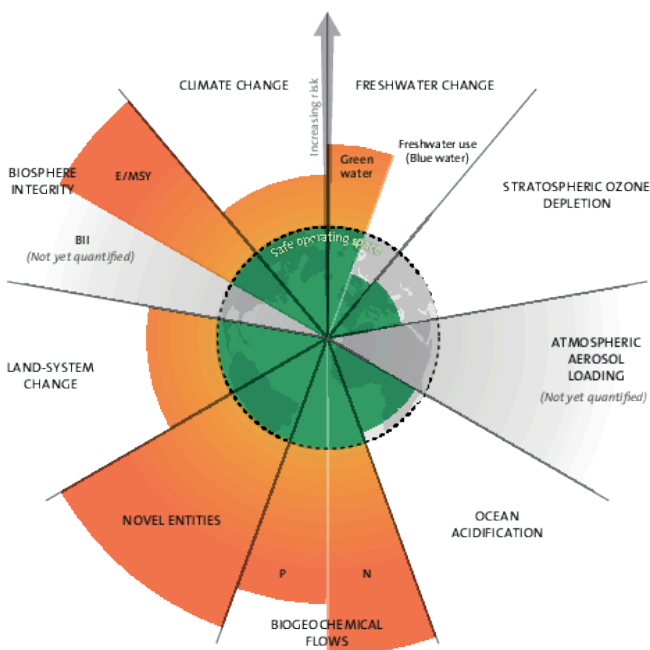 CLIMATE CHANGE
FRESHWATER CHANGE
Increasing risk
Freshwater use
(Blue water)
Green
water
BIOSPHERE
INTEGRITY
E/MSY
STRATOSPHERIC OZONE
DEPLETION
BII
(Not yet quantified)
Safe operating space
LAND-SYSTEM
CHANGE
ATMOSPHERIC
AEROSOL
LOADING
(Not yet quantified)
NOVEL ENTITIES
OCEAN
ACIDIFICATION
P
N
BIOGEOCHEMICAL
FLOWS